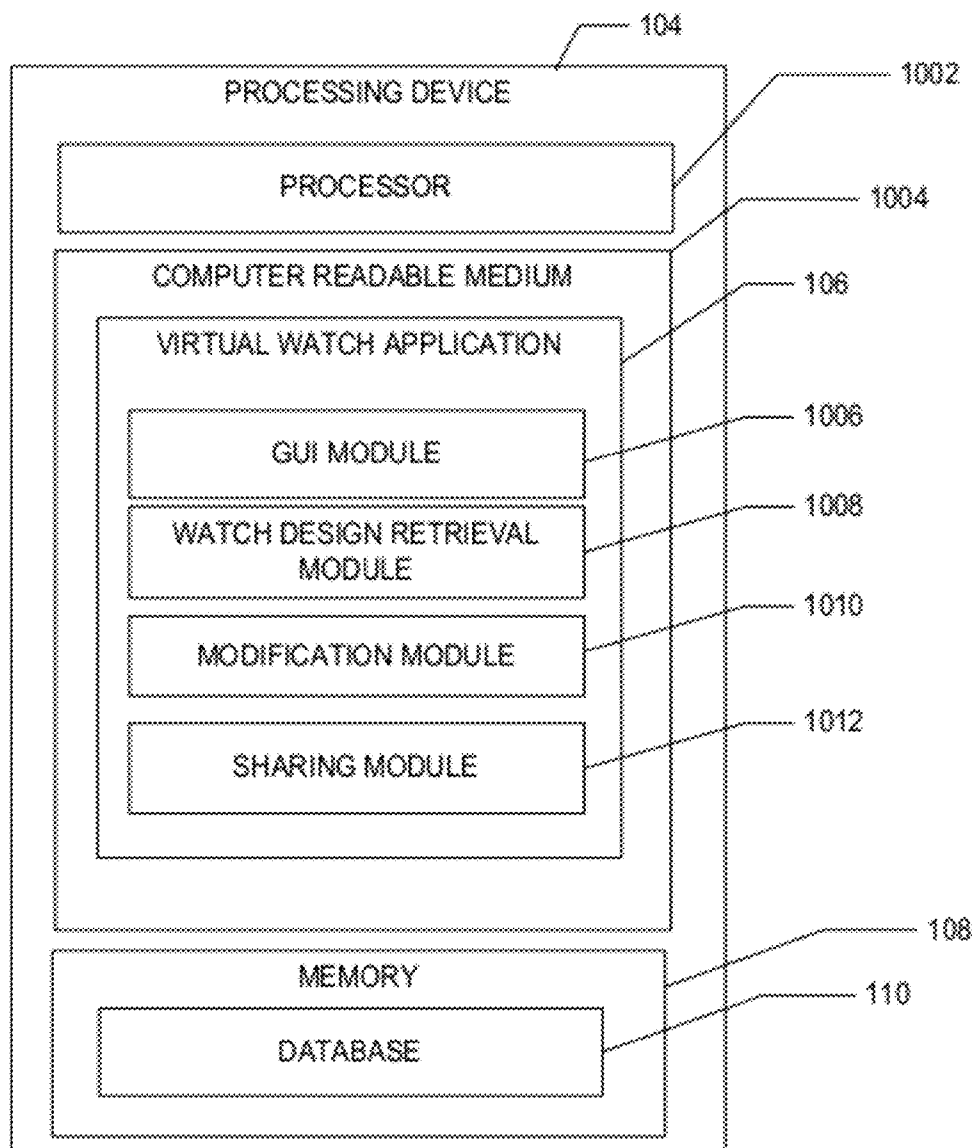 104
PROCESSING DEVICE
1002
PROCESSOR
1004
COMPUTER READABLE MEDIUM
106
VIRTUAL WATCH APPLICATION
1006
GUI MODULE
1008
WATCH DESIGN RETRIEVAL
MODULE
1010
MODIFICATION MODULE
1012
SHARING MODULE
108
MEMORY
110
DATABASE